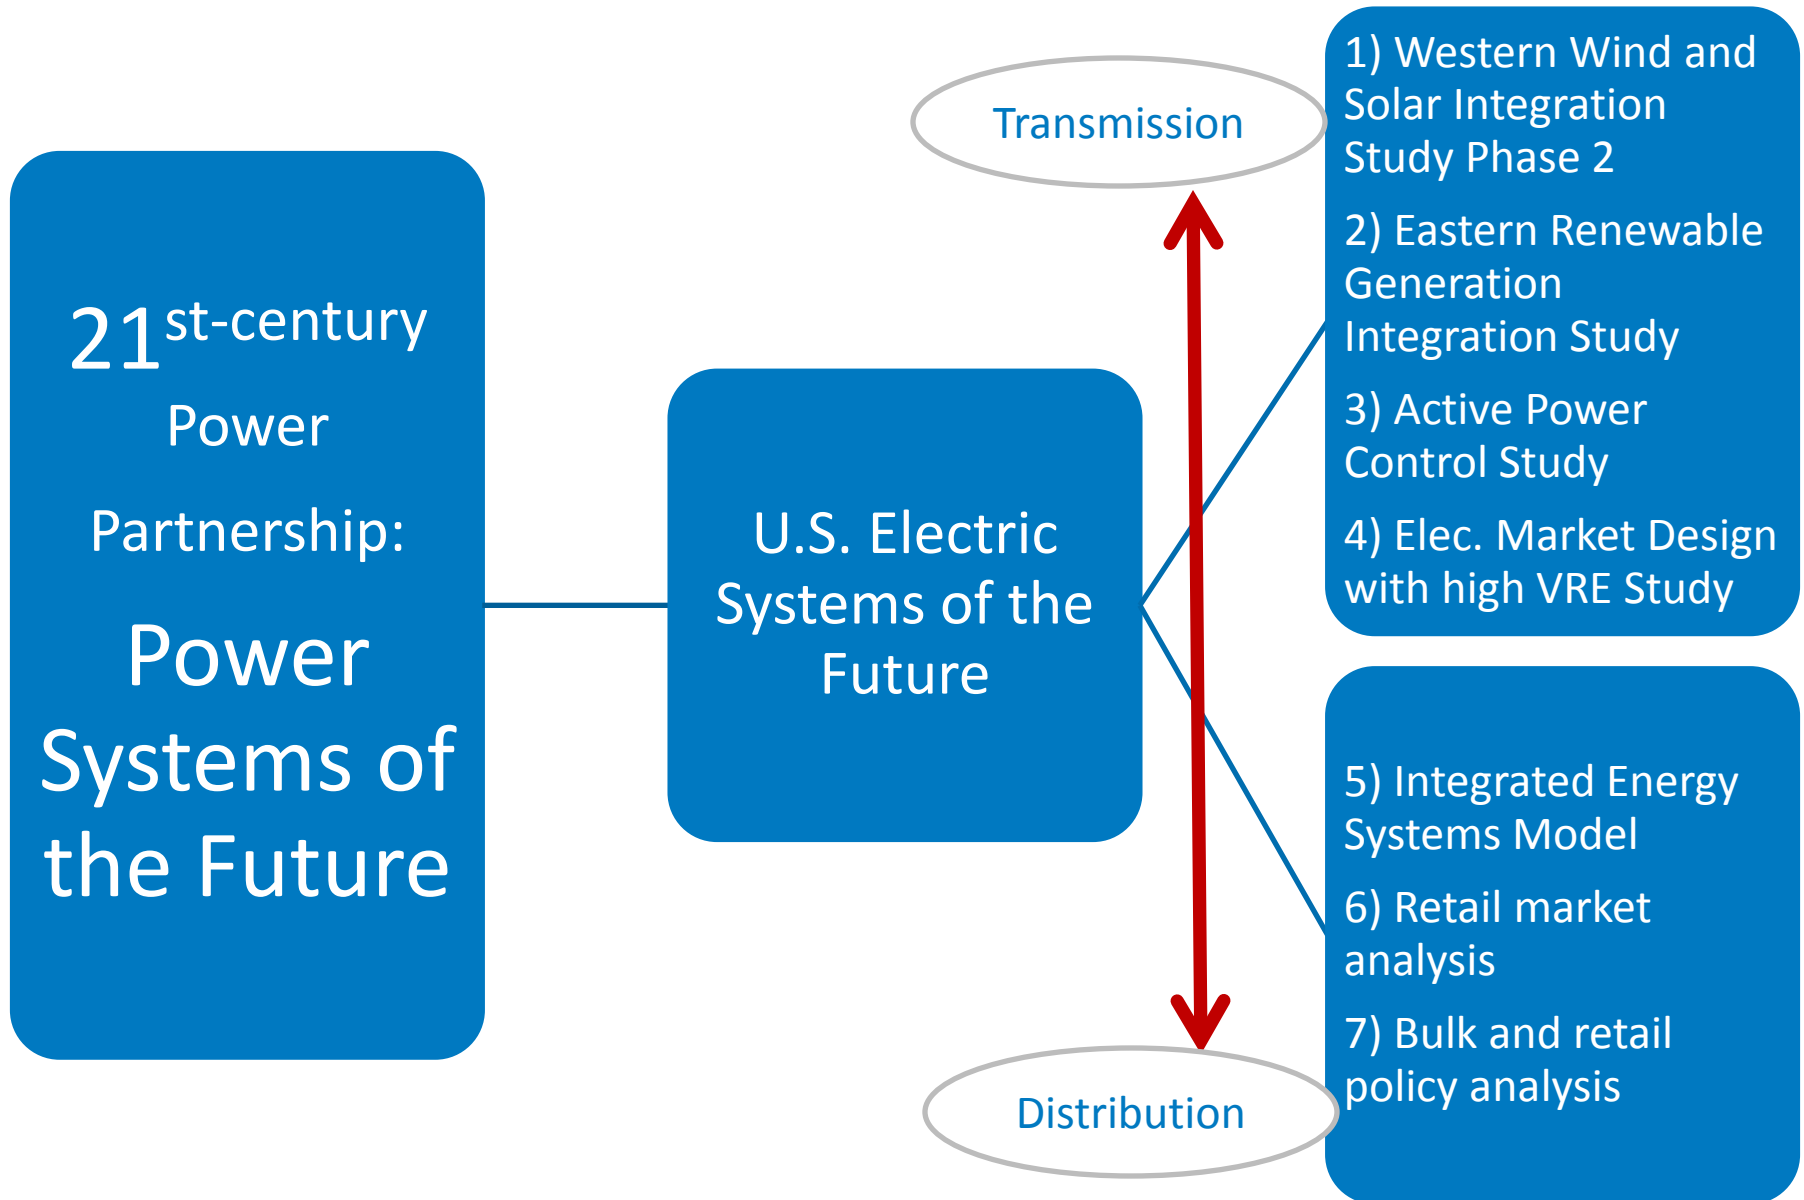 21st-century
Power
Partnership:
Power
Systems of
the Future
U.S. Electric
Systems of the
Future
Transmission
1) Western Wind and
Solar Integration
Study Phase 2
2) Eastern Renewable
Generation
Integration Study
3) Active Power
Control Study
4) Elec. Market Design
with high VRE Study
5) Integrated Energy
Systems Model
6) Retail market
analysis
7) Bulk and retail
policy analysis
Distribution